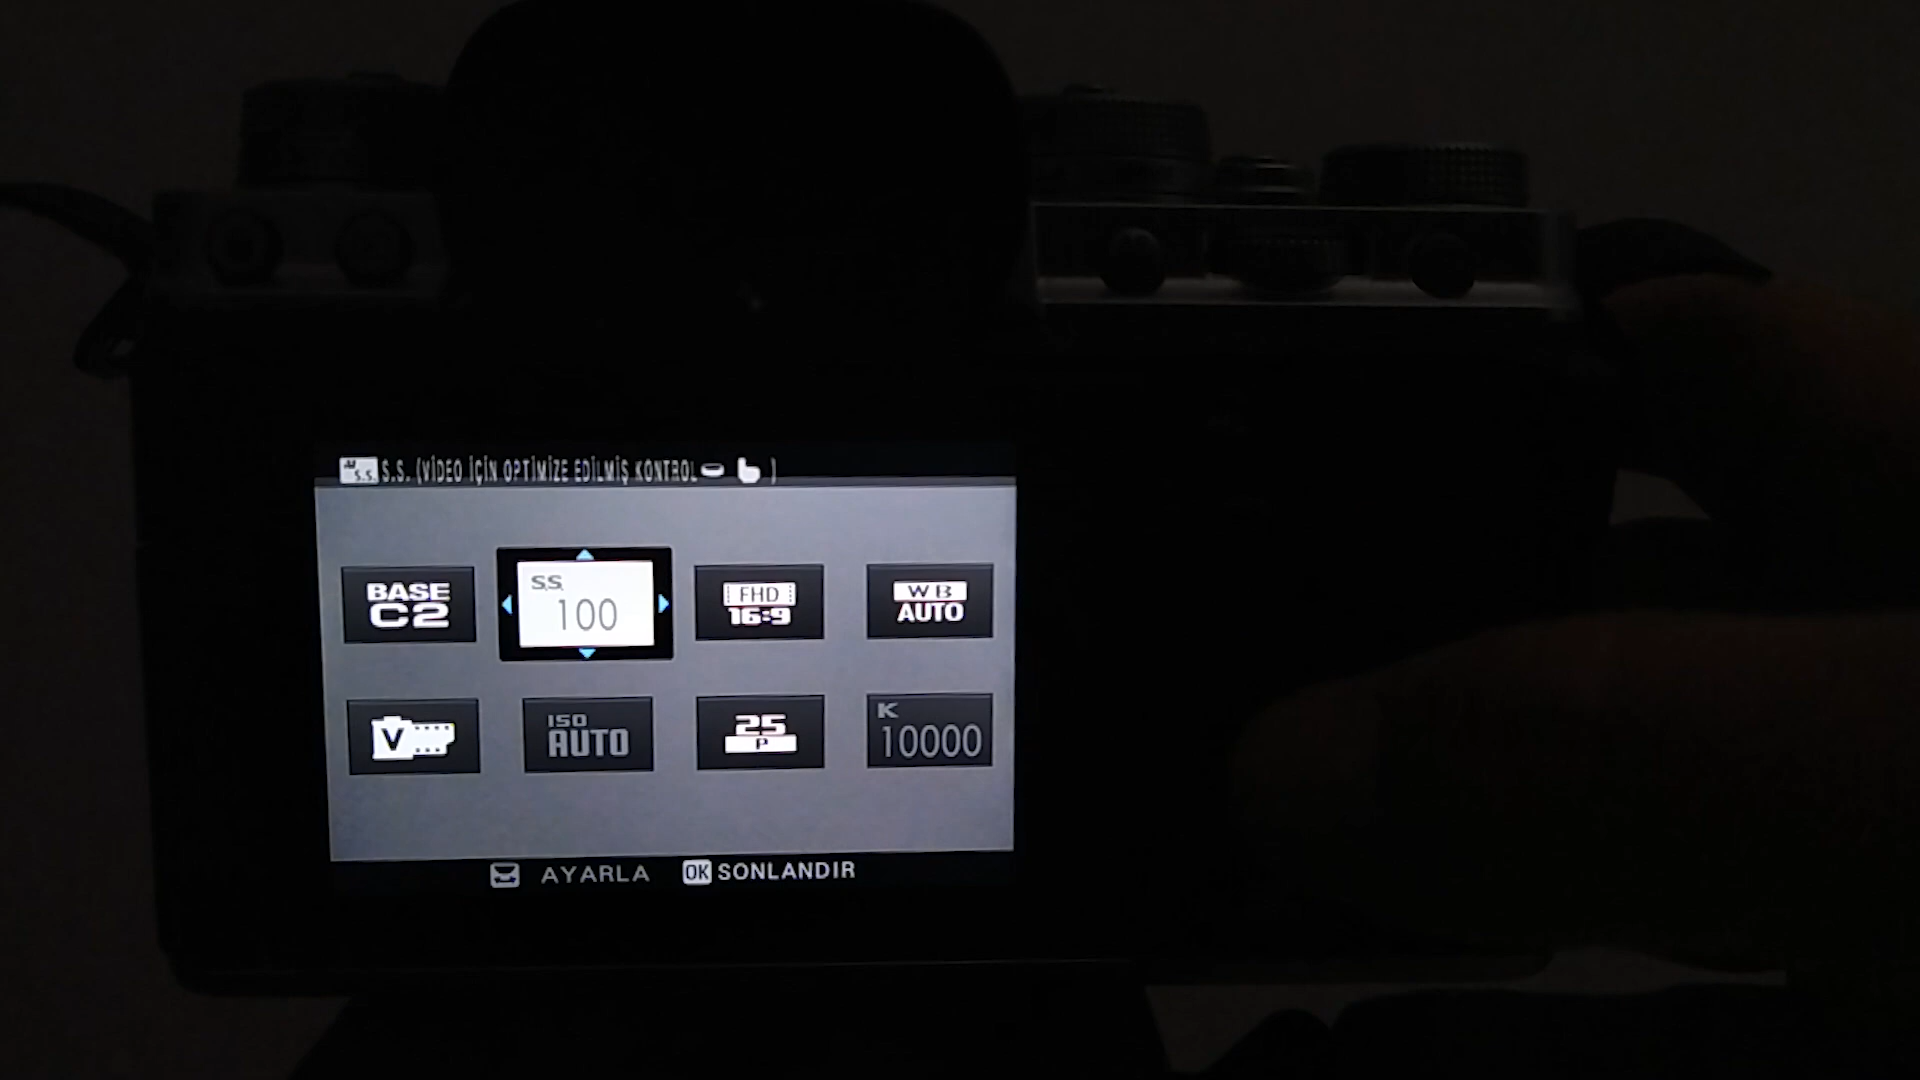 S.S. (VİDEO İÇİN OPTİMİZE EDİLMİŞ KONTROL )
BASE C2
S.S. 100
FHD 16:9
WB AUTO
V
ISO AUTO
25 P
K 10000
AYARLA OK SONLANDIR